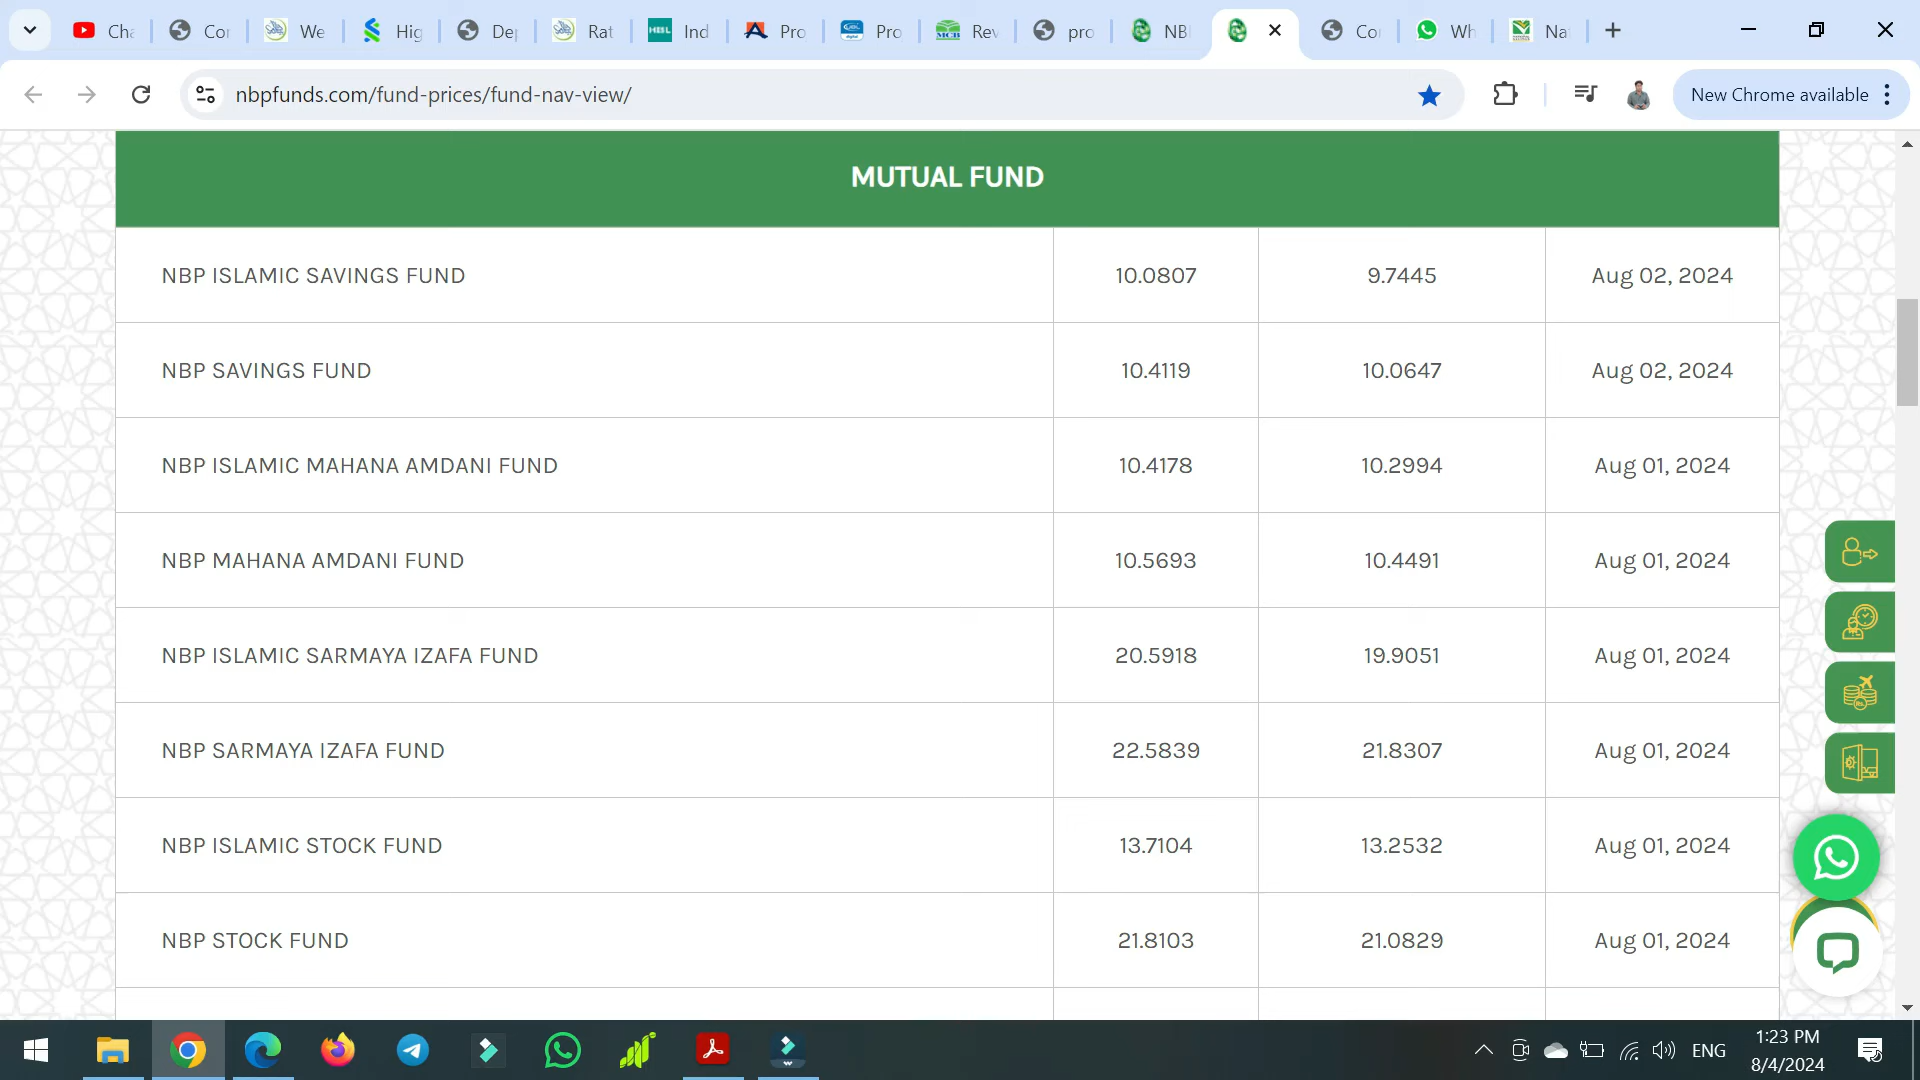 Cha
Cor
We
Hig
Dep
Rat
HBL
Ind
Pro
Pro
MCB
Rev
pro
NB
Co
Wh
Na
nbpfunds.com/fund-prices/fund-nav-view/
New Chrome available
MUTUAL FUND
NBP ISLAMIC SAVINGS FUND 10.0807 9.7445 Aug 02, 2024
NBP SAVINGS FUND 10.4119 10.0647 Aug 02, 2024
NBP ISLAMIC MAHANA AMDANI FUND 10.4178 10.2994 Aug 01, 2024
NBP MAHANA AMDANI FUND 10.5693 10.4491 Aug 01, 2024
NBP ISLAMIC SARMAYA IZAFA FUND 20.5918 19.9051 Aug 01, 2024
NBP SARMAYA IZAFA FUND 22.5839 21.8307 Aug 01, 2024
NBP ISLAMIC STOCK FUND 13.7104 13.2532 Aug 01, 2024
NBP STOCK FUND 21.8103 21.0829 Aug 01, 2024
ENG
1:23 PM
8/4/2024